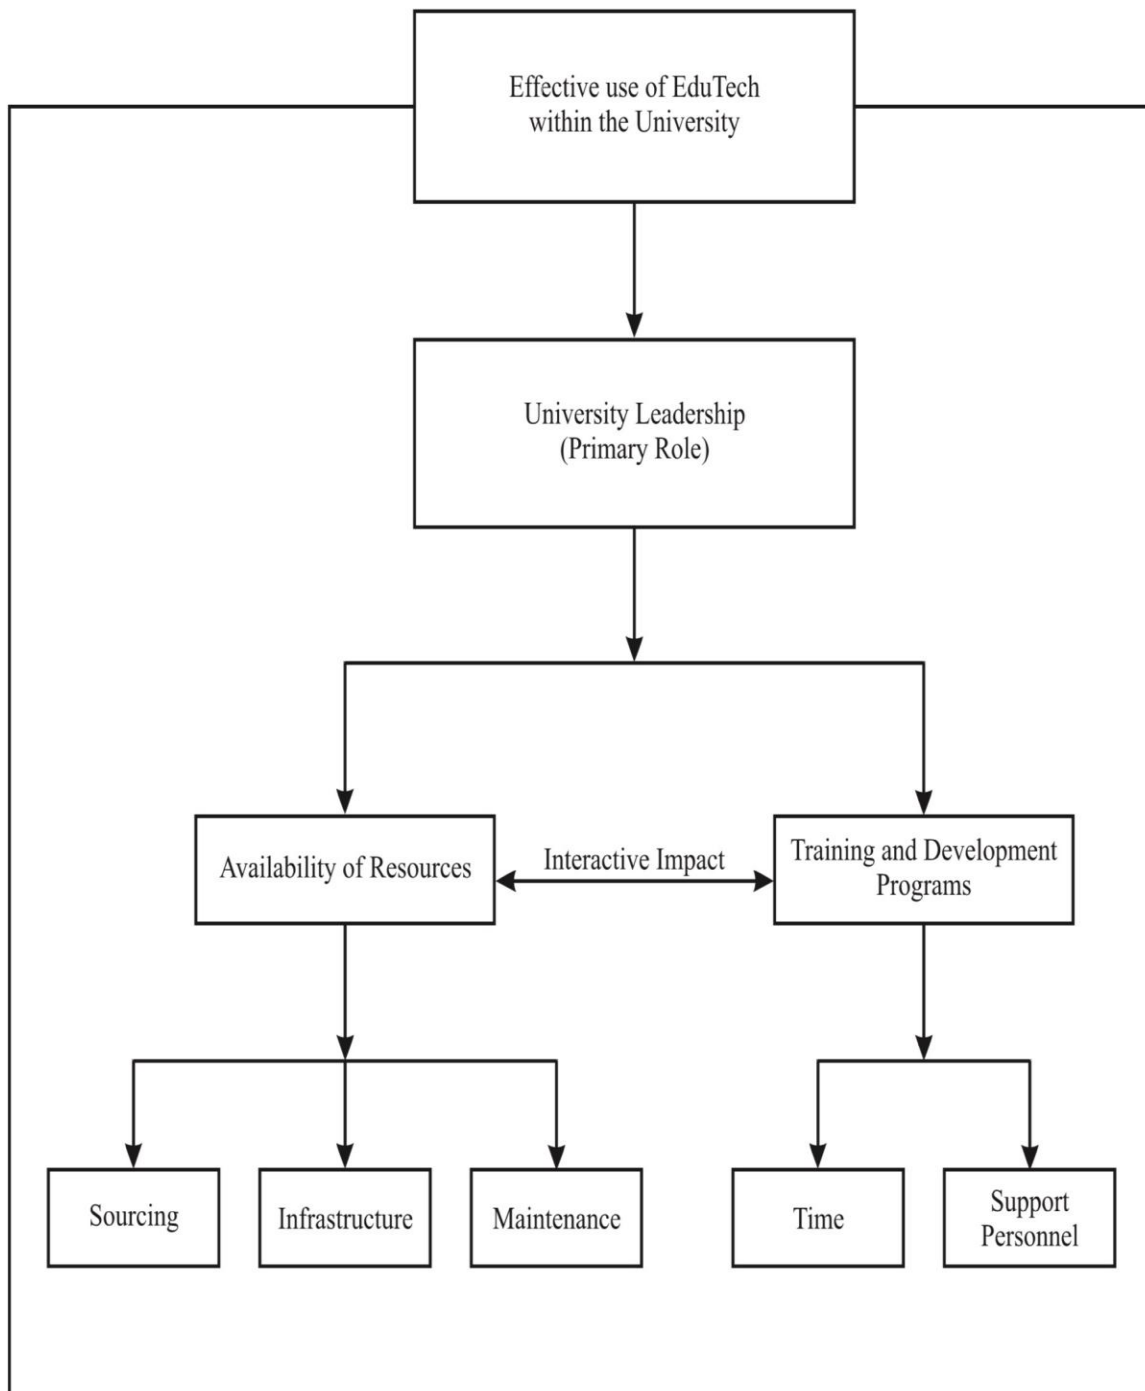 Effective use of EduTech
within the University
University Leadership
(Primary Role)
Availability of Resources
Interactive Impact
Training and Development
Programs
Sourcing
Infrastructure
Maintenance
Time
Support
Personnel